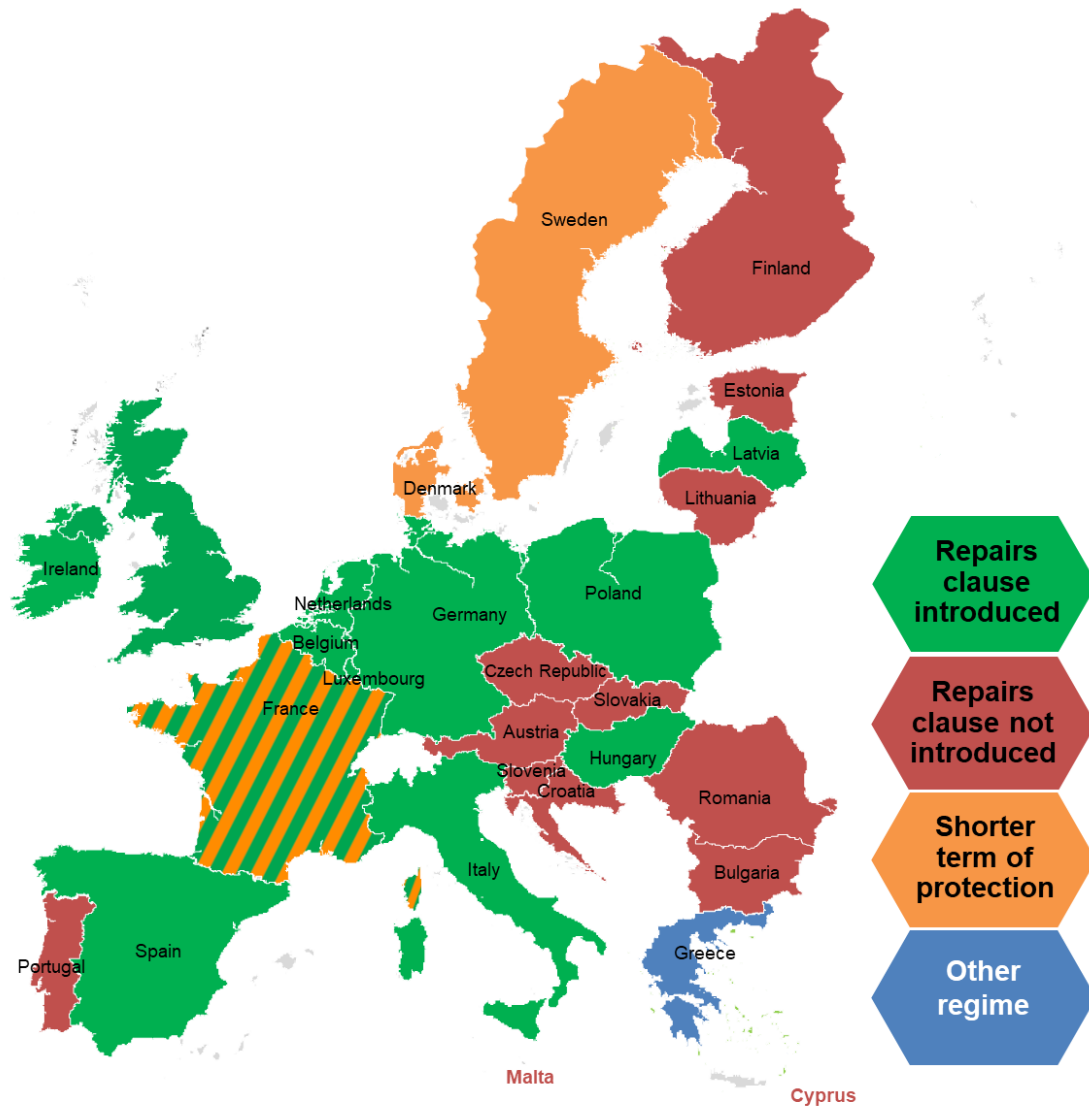 Sweden
Finland
Estonia
Latvia
Denmark
Lithuania
Ireland
Netherlands
Germany
Poland
Belgium
Luxembourg
Czech Republic
Slovakia
France
Austria
Hungary
Slovenia
Croatia
Romania
Italy
Bulgaria
Spain
Greece
Portugal
Malta
Cyprus
Repairs
clause
introduced
Repairs
clause not
introduced
Shorter
term of
protection
Other
regime